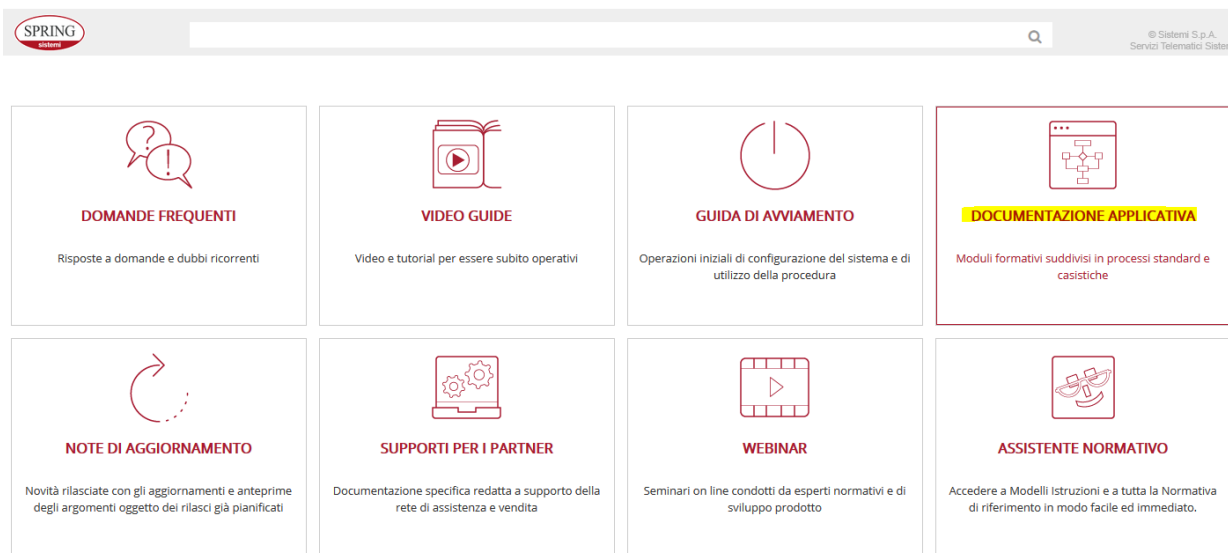 SPRING
sistemi
© Sistemi S.p.A.
Servizi Telematici Sistem
DOMANDE FREQUENTI
Risposte a domande e dubbi ricorrenti
VIDEO GUIDE
Video e tutorial per essere subito operativi
GUIDA DI AVVIAMENTO
Operazioni iniziali di configurazione del sistema e di
utilizzo della procedura
DOCUMENTAZIONE APPLICATIVA
Moduli formativi suddivisi in processi standard e
casistiche
NOTE DI AGGIORNAMENTO
Novità rilasciate con gli aggiornamenti e anteprime
degli argomenti oggetto dei rilasci già pianificati
SUPPORTI PER I PARTNER
Documentazione specifica redatta a supporto della
rete di assistenza e vendita
WEBINAR
Seminari on line condotti da esperti normativi e di
sviluppo prodotto
ASSISTENTE NORMATIVO
Accedere a Modelli Istruzioni e a tutta la Normativa
di riferimento in modo facile ed immediato.